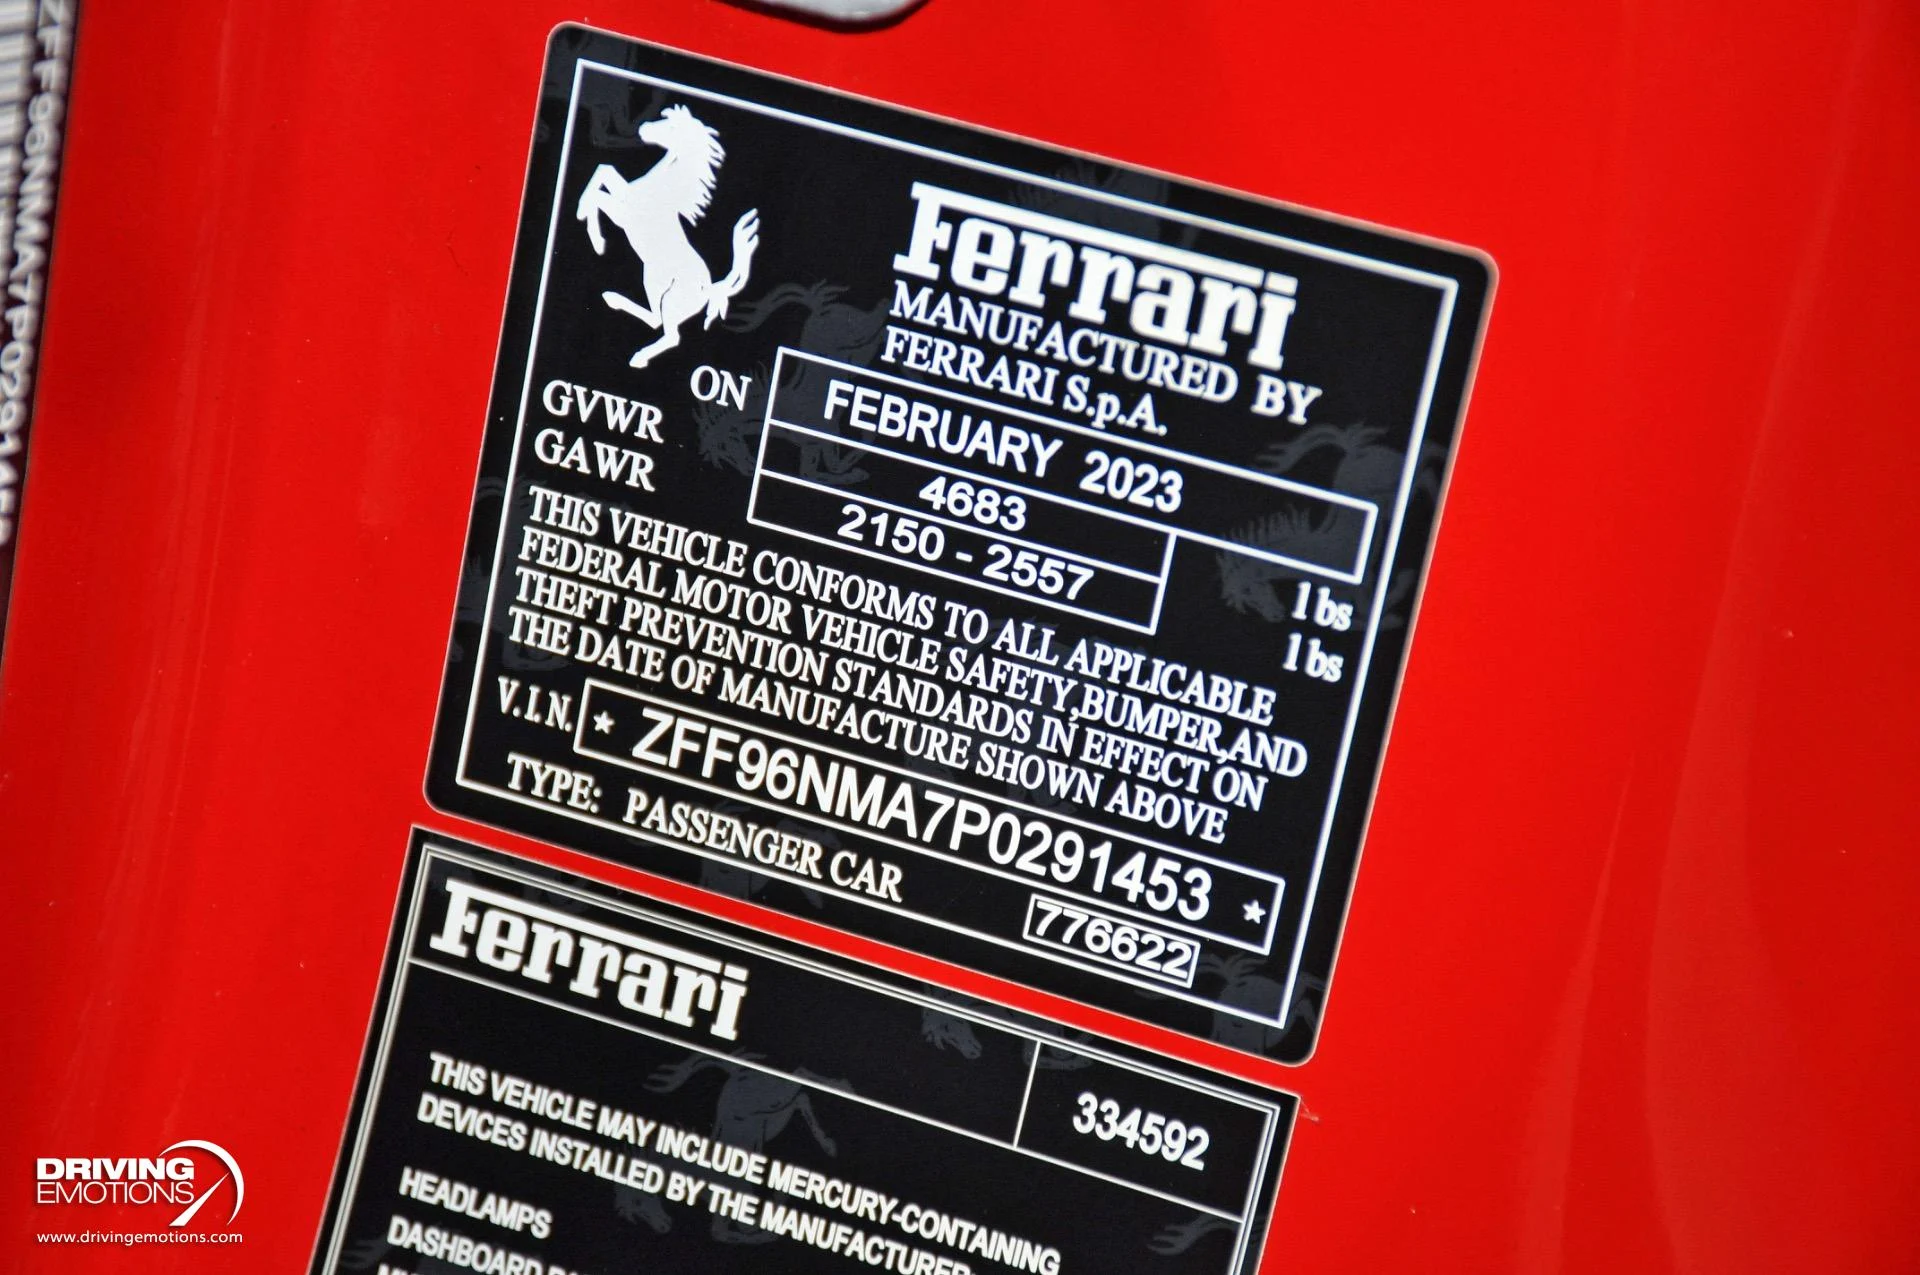 Ferrari
MANUFACTURED BY
FERRARI S.p.A.
ON FEBRUARY 2023
GVWR 4683 lbs
GAWR 2150 - 2557 lbs
THIS VEHICLE CONFORMS TO ALL APPLICABLE
FEDERAL MOTOR VEHICLE SAFETY,BUMPER,AND
THEFT PREVENTION STANDARDS IN EFFECT ON
THE DATE OF MANUFACTURE SHOWN ABOVE
V.I.N. * ZFF96NMA7P0291453 *
TYPE: PASSENGER CAR
776622
Ferrari
334592
THIS VEHICLE MAY INCLUDE MERCURY-CONTAINING
DEVICES INSTALLED BY THE MANUFACTURER
HEADLAMPS
DASHBOARD
ZFF96NMA7P0291453
DRIVING
EMOTIONS
www.drivingemotions.com